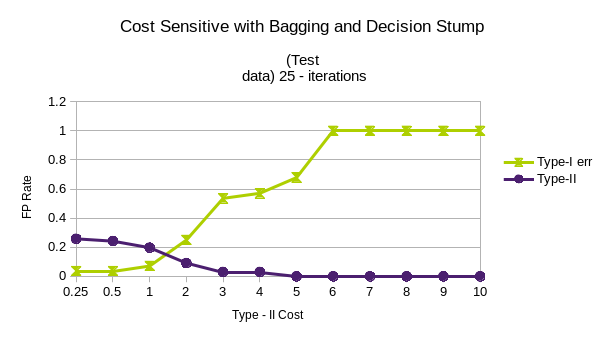 Cost Sensitive with Bagging and Decision Stump
(Test
data) 25 - iterations
1.2
1
0.8
0.6
0.4
0.2
0
FP Rate
0.25 0.5 1 2 3 4 5 6 7 8 9 10
Type - II Cost
Type-I err
Type-II